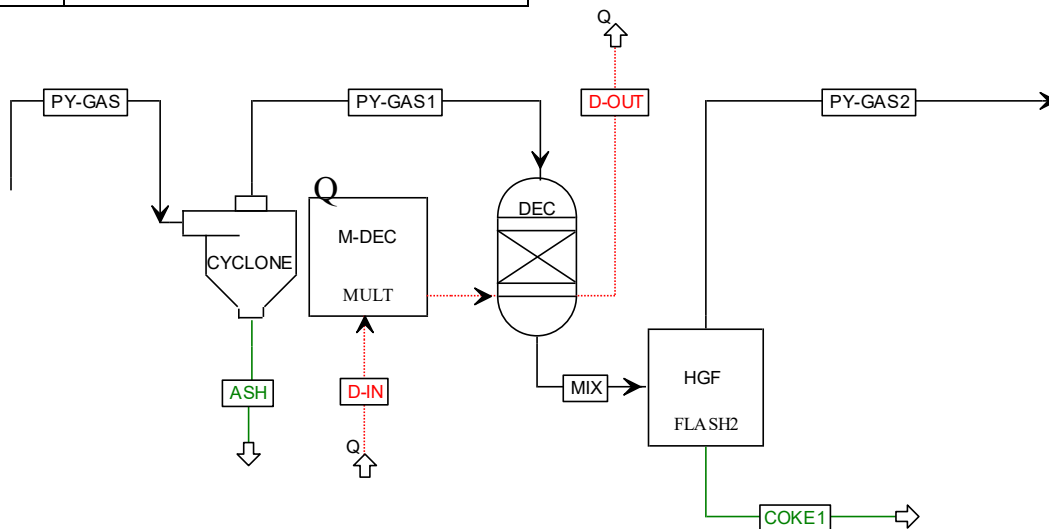 Q
PY-GAS
PY-GAS1
D-OUT
PY-GAS2
Q
DEC
M-DEC
CYCLONE
MULT
HGF
MIX
ASH
D-IN
FLASH2
Q
COKE1